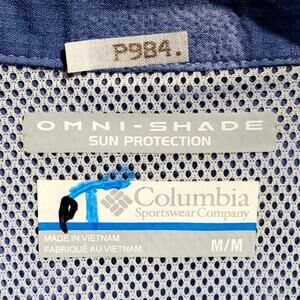 P984.
OMNI-SHADE
SUN PROTECTION
Columbia
Sportswear Company
MADE IN VIETNAM
FABRIQUÉ AU VIETNAM
M/M